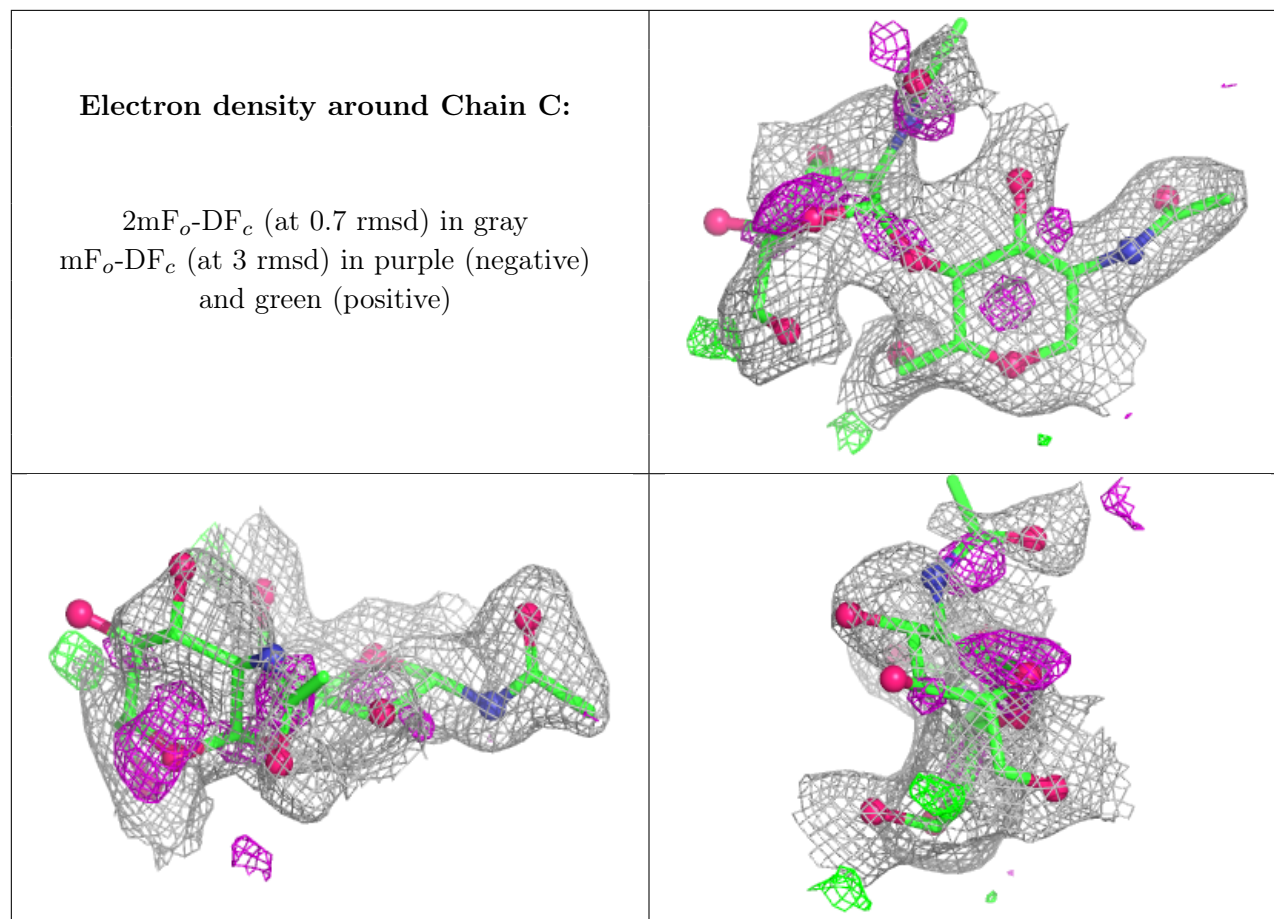 Electron density around Chain C:
2mFₒ-DF𝒸 (at 0.7 rmsd) in gray
mFₒ-DF𝒸 (at 3 rmsd) in purple (negative)
and green (positive)